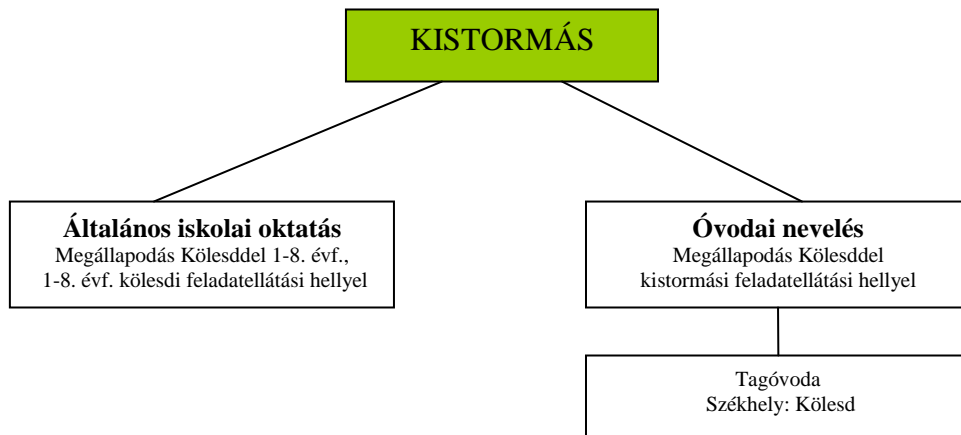 KISTORMÁS
Általános iskolai oktatás
Megállapodás Kölesddel 1-8. évf.,
1-8. évf. kölesdi feladatellátási hellyel
Óvodai nevelés
Megállapodás Kölesddel
kistormási feladatellátási hellyel
Tagóvoda
Székhely: Kölesd